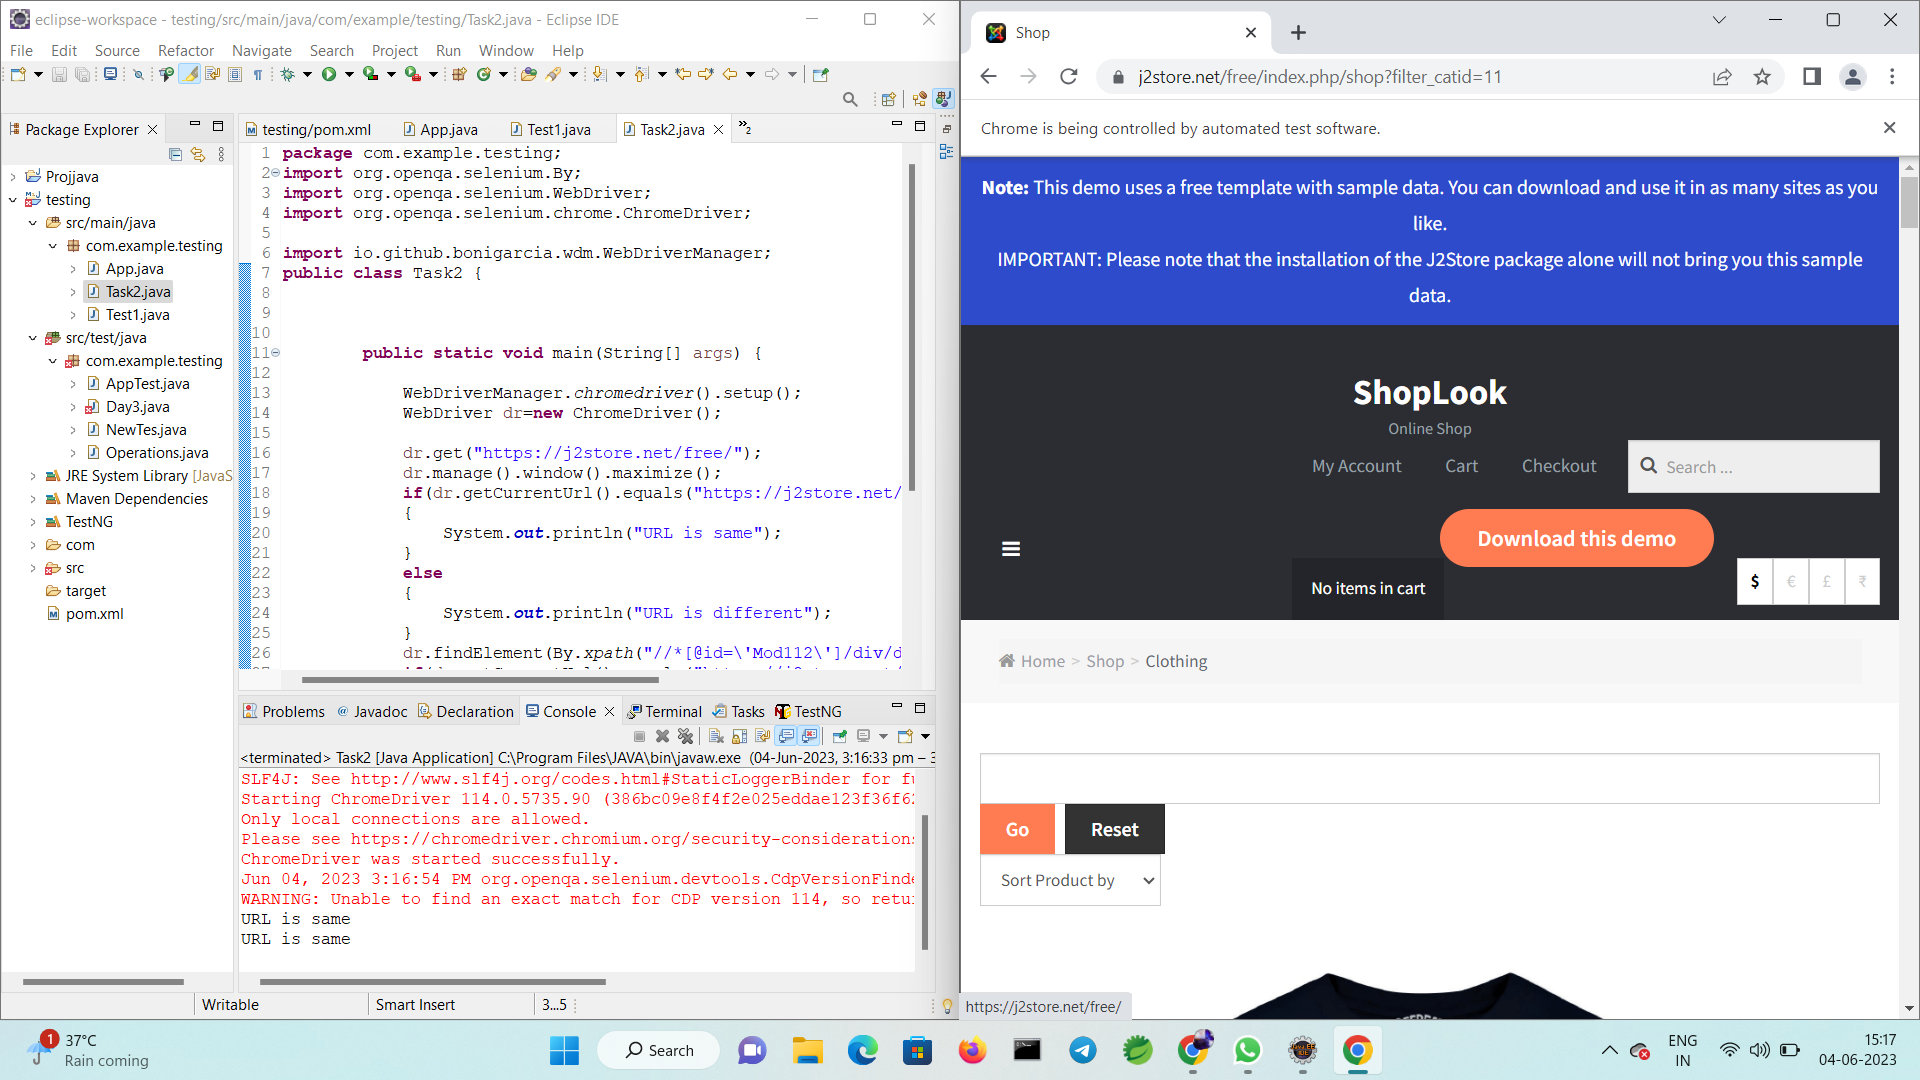 eclipse-workspace - testing/src/main/java/com/example/testing/Task2.java - Eclipse IDE
File Edit Source Refactor Navigate Search Project Run Window Help
Package Explorer
Projjava
testing
src/main/java
com.example.testing
App.java
Task2.java
Test1.java
src/test/java
com.example.testing
AppTest.java
Day3.java
NewTes.java
Operations.java
JRE System Library [JavaS
Maven Dependencies
TestNG
com
src
target
pom.xml
testing/pom.xml App.java Test1.java Task2.java »2
1 package com.example.testing;
2 import org.openqa.selenium.By;
3 import org.openqa.selenium.WebDriver;
4 import org.openqa.selenium.chrome.ChromeDriver;
5
6 import io.github.bonigarcia.wdm.WebDriverManager;
7 public class Task2 {
8
9
10
11 public static void main(String[] args) {
12
13 WebDriverManager.chromedriver().setup();
14 WebDriver dr=new ChromeDriver();
15
16 dr.get("https://j2store.net/free/");
17 dr.manage().window().maximize();
18 if(dr.getCurrentUrl().equals("https://j2store.net/
19 {
20 System.out.println("URL is same");
21 }
22 else
23 {
24 System.out.println("URL is different");
25 }
26 dr.findElement(By.xpath("//*[@id=\'Mod112\']/div/d
Problems Javadoc Declaration Console Terminal Tasks TestNG
<terminated> Task2 [Java Application] C:\Program Files\JAVA\bin\javaw.exe (04-Jun-2023, 3:16:33 pm – 3
SLF4J: See http://www.slf4j.org/codes.html#StaticLoggerBinder for fu
Starting ChromeDriver 114.0.5735.90 (386bc09e8f4f2e025eddae123f36f62
Only local connections are allowed.
Please see https://chromedriver.chromium.org/security-considerations
ChromeDriver was started successfully.
Jun 04, 2023 3:16:54 PM org.openqa.selenium.devtools.CdpVersionFinde
WARNING: Unable to find an exact match for CDP version 114, so retur
URL is same
URL is same
Writable Smart Insert 3...5
Shop
j2store.net/free/index.php/shop?filter_catid=11
Chrome is being controlled by automated test software.
Note: This demo uses a free template with sample data. You can download and use it in as many sites as you
like.
IMPORTANT: Please note that the installation of the J2Store package alone will not bring you this sample
data.
ShopLook
Online Shop
My Account Cart Checkout Search ...
Download this demo
No items in cart
$ € £ ₹
Home > Shop > Clothing
Go Reset
Sort Product by
https://j2store.net/free/
1
37°C
Rain coming
Search
ENG
IN
15:17
04-06-2023